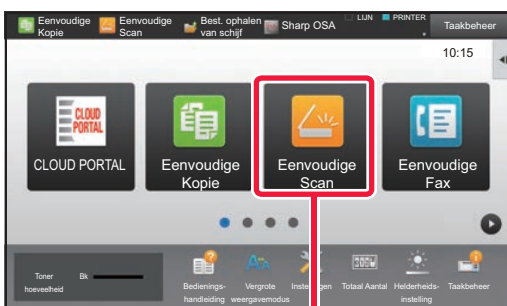 Eenvoudige Kopie
Eenvoudige Scan
Best. ophalen van schijf
Sharp OSA
LIJN
PRINTER
Taakbeheer
10:15
CLOUD PORTAL
CLOUD PORTAL
Eenvoudige
Kopie
Eenvoudige
Scan
Eenvoudige
Fax
Toner
hoeveelheid
Bk
Bedienings-
handleiding
Vergrote
weergavemodus
Instellingen
Totaal Aantal
Helderheids-
instelling
Taakbeheer